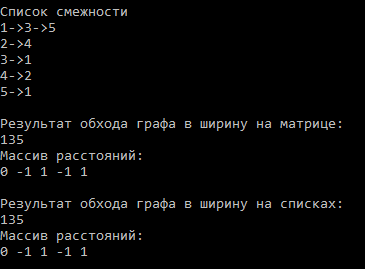 Список смежности
1->3->5
2->4
3->1
4->2
5->1
Результат обхода графа в ширину на матрице:
135
Массив расстояний:
0 -1 1 -1 1
Результат обхода графа в ширину на списках:
135
Массив расстояний:
0 -1 1 -1 1